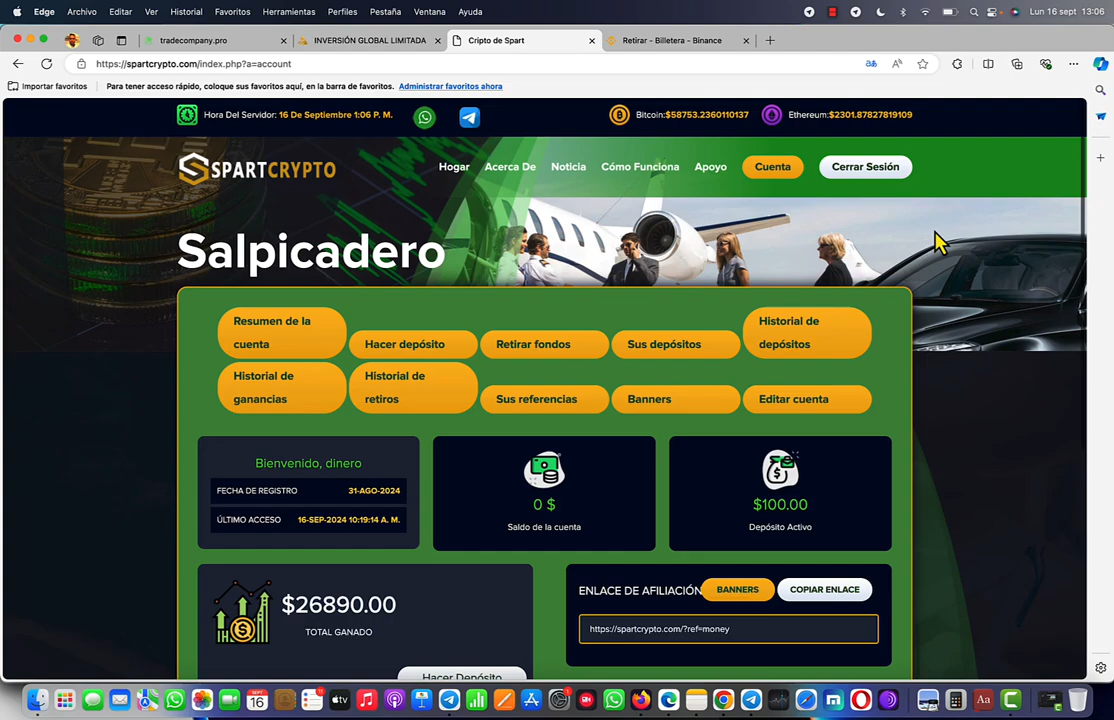 Edge Archivo Editar Ver Historial Favoritos Herramientas Perfiles Pestaña Ventana Ayuda Lun 16 sept 13:06
tradecompany.pro INVERSIÓN GLOBAL LIMITADA Cripto de Spart Retirar - Billetera - Binance
https://spartcrypto.com/index.php?a=account
Importar favoritos Para tener acceso rápido, coloque sus favoritos aquí, en la barra de favoritos. Administrar favoritos ahora
Hora Del Servidor: 16 De Septiembre 1:06 P. M. Bitcoin:$58753.2360110137 Ethereum:$2301.87827819109
SPARTCRYPTO Hogar Acerca De Noticia Cómo Funciona Apoyo Cuenta Cerrar Sesión
Salpicadero
Resumen de la cuenta
Hacer depósito
Retirar fondos
Sus depósitos
Historial de depósitos
Historial de ganancias
Historial de retiros
Sus referencias
Banners
Editar cuenta
Bienvenido, dinero
FECHA DE REGISTRO 31-AGO-2024
ÚLTIMO ACCESO 16-SEP-2024 10:19:14 A. M.
0 $
Saldo de la cuenta
$100.00
Depósito Activo
$26890.00
TOTAL GANADO
Hacer Depósito
ENLACE DE AFILIACIÓN BANNERS COPIAR ENLACE
https://spartcrypto.com/?ref=money
SEPT
16
Aa